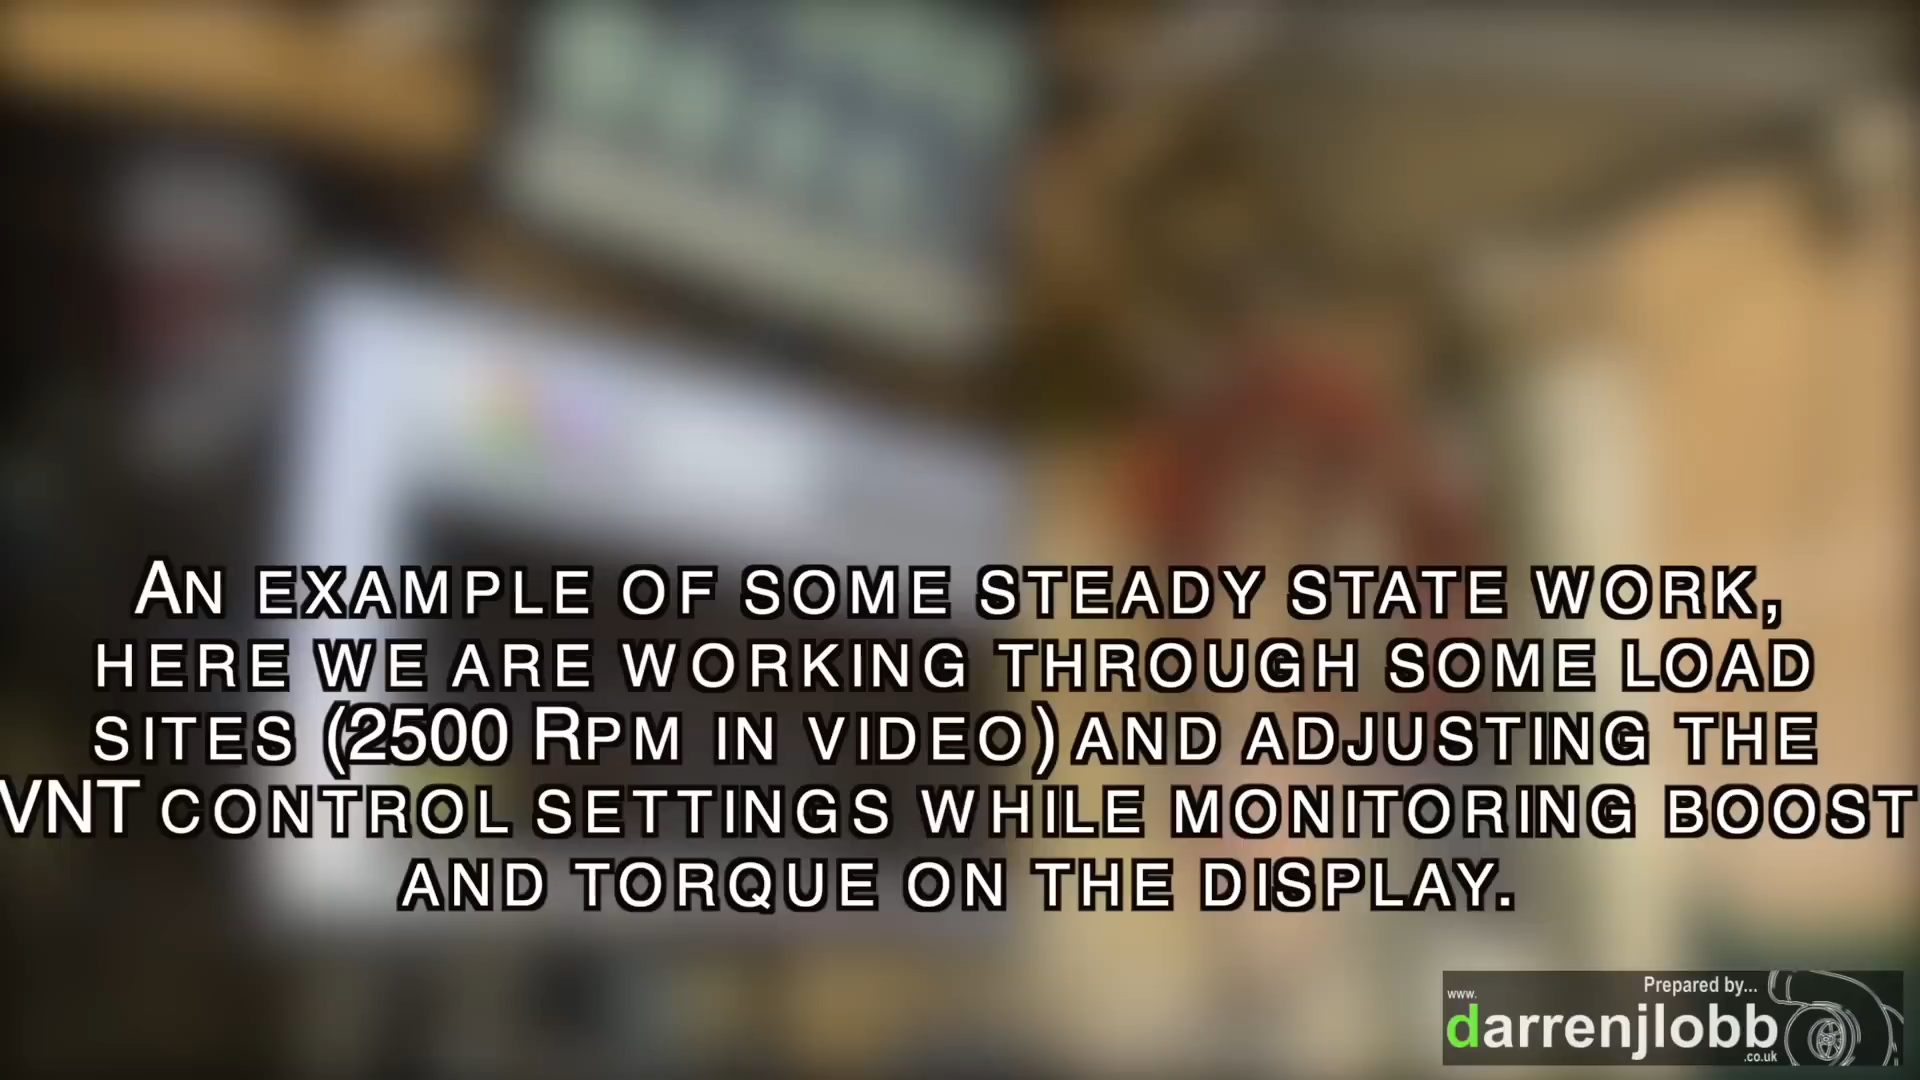 An example of some steady state work,
here we are working through some load
sites (2500 Rpm in video) and adjusting the
VNT control settings while monitoring boost
and torque on the display.
Prepared by...
www.
darrenjlobb
.co.uk